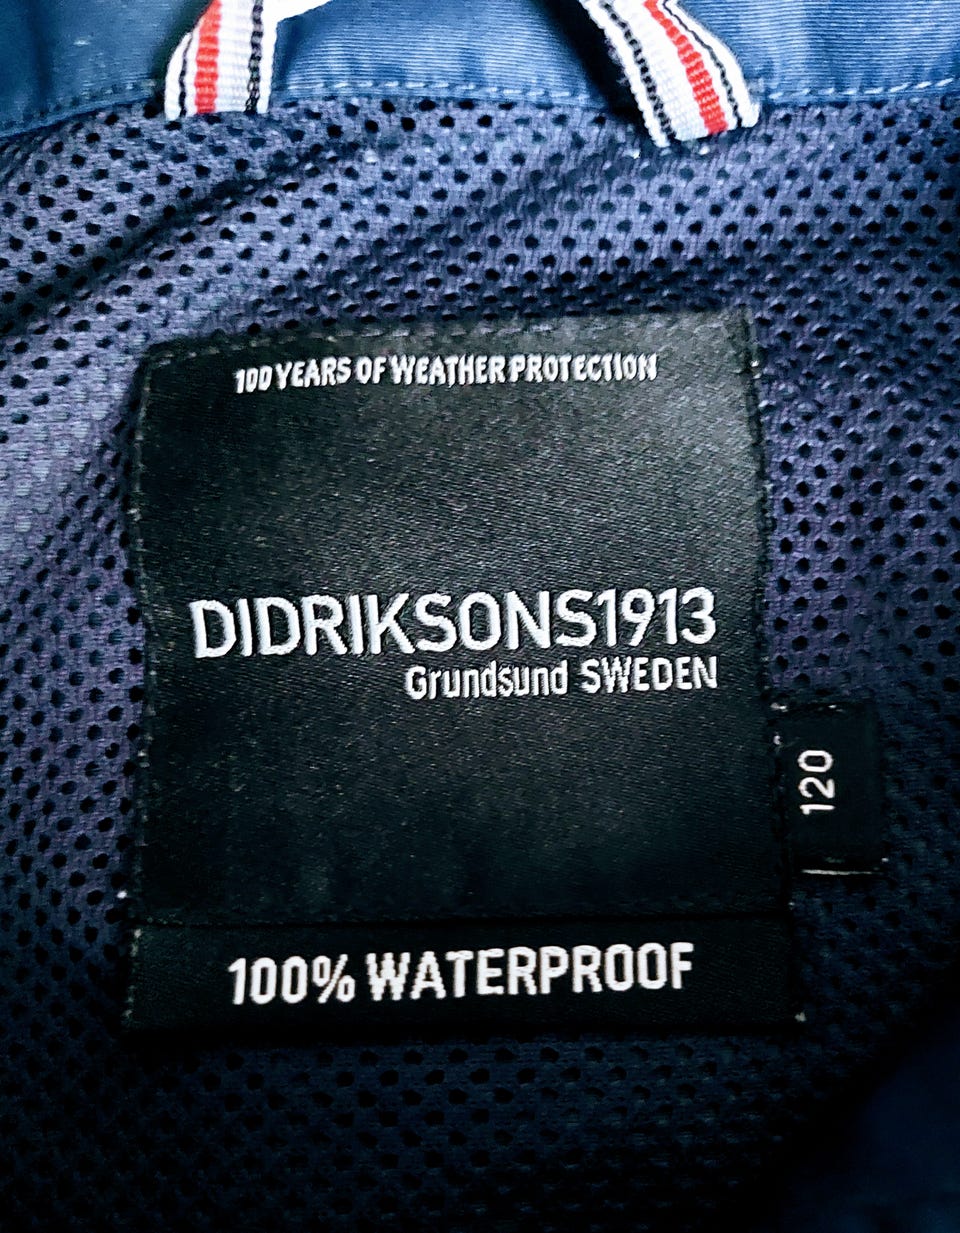 100 YEARS OF WEATHER PROTECTION
DIDRIKSONS1913
Grundsund SWEDEN
120
100% WATERPROOF